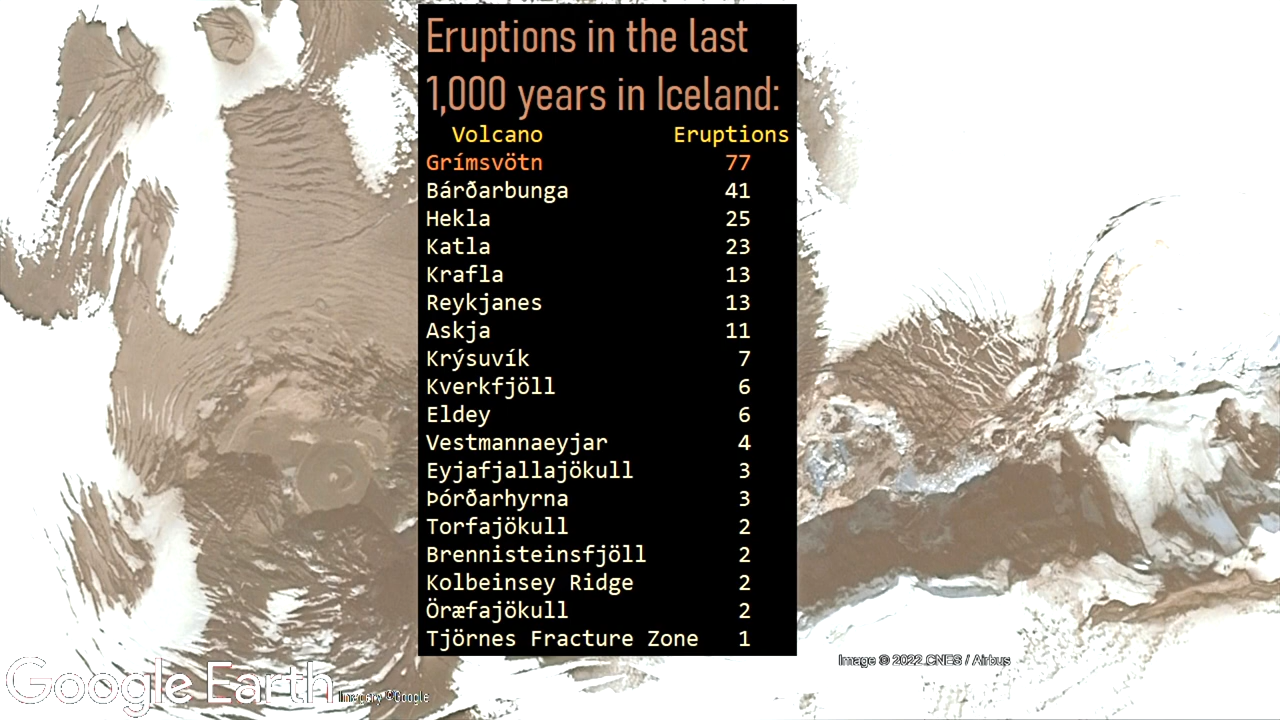 Eruptions in the last
1,000 years in Iceland:
Volcano Eruptions
Grímsvötn 77
Bárðarbunga 41
Hekla 25
Katla 23
Krafla 13
Reykjanes 13
Askja 11
Krýsuvík 7
Kverkfjöll 6
Eldey 6
Vestmannaeyjar 4
Eyjafjallajökull 3
Þórðarhyrna 3
Torfajökull 2
Brennisteinsfjöll 2
Kolbeinsey Ridge 2
Öræfajökull 2
Tjörnes Fracture Zone 1
Image © 2022 CNES / Airbus
Google Earth
Imagery ©Google